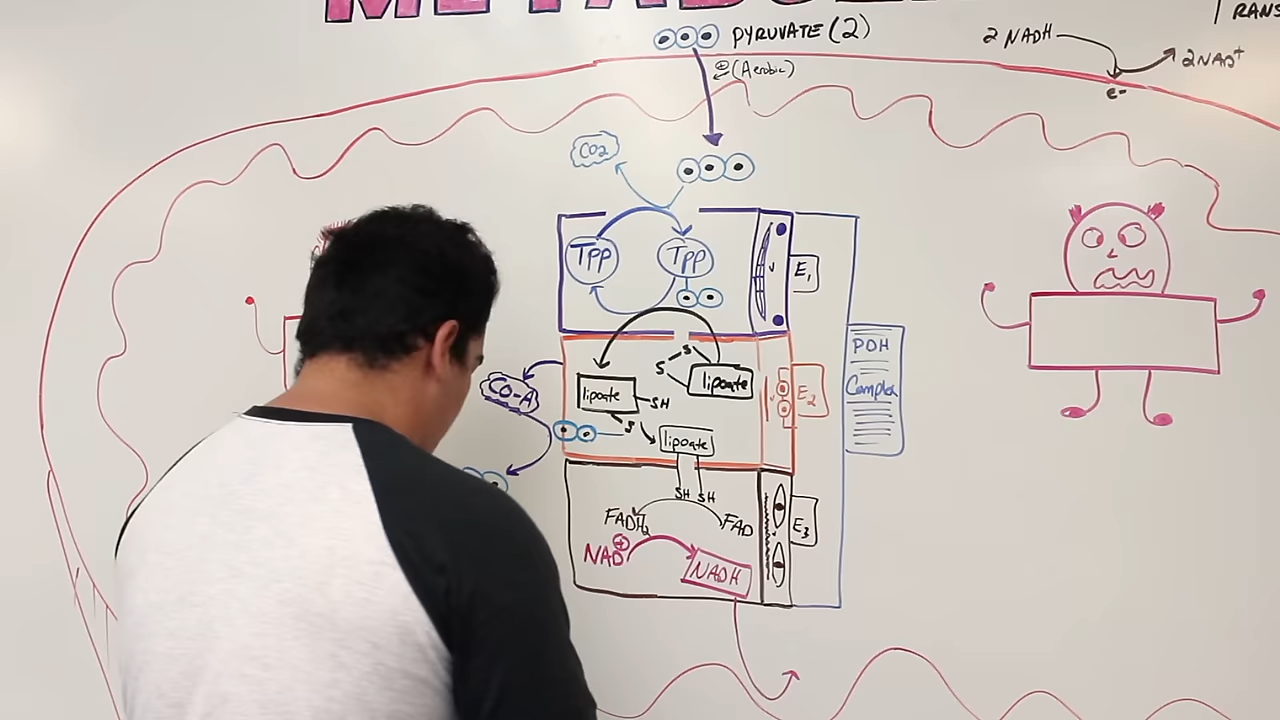 PYRUVATE (2)
2 NADH
2NAD+
RANS
⊕ (Aerobic)
e-
CO2
TPP
TPP
E1
S
S
lipoate
lipoate
SH
S
CO-A
E2
PDH
Complex
lipoate
SH SH
FADH2
FAD
E3
NAD⊕
NADH